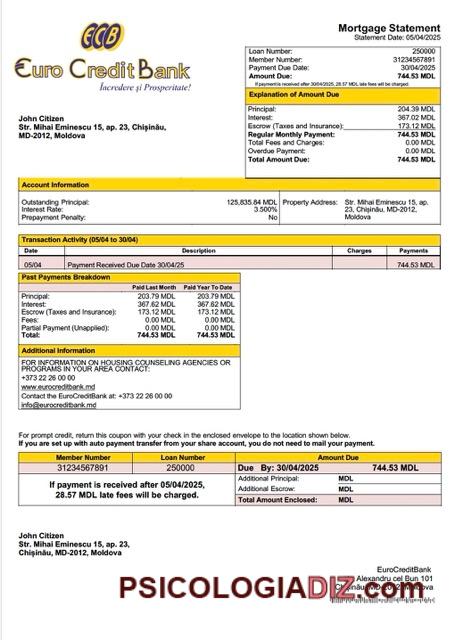 ECB
Euro Credit Bank
Încredere și Prosperitate!
Mortgage Statement
Statement Date: 05/04/2025
Loan Number: 250000
Member Number: 31234567891
Payment Due Date: 30/04/2025
Amount Due: 744.53 MDL
If payment is received after 30/04/2025, 28.57 MDL late fees will be charged.
Explanation of Amount Due
Principal: 204.39 MDL
Interest: 367.02 MDL
Escrow (Taxes and Insurance): 173.12 MDL
Regular Monthly Payment: 744.53 MDL
Total Fees and Charges: 0.00 MDL
Overdue Payment: 0.00 MDL
Total Amount Due: 744.53 MDL
John Citizen
Str. Mihai Eminescu 15, ap. 23, Chișinău,
MD-2012, Moldova
Account Information
Outstanding Principal: 125,835.84 MDL
Interest Rate: 3.500%
Prepayment Penalty: No
Property Address: Str. Mihai Eminescu 15, ap.
23, Chișinău, MD-2012,
Moldova
Transaction Activity (05/04 to 30/04)
Date Description Charges Payments
05/04 Payment Received Due Date 30/04/25 744.53 MDL
Past Payments Breakdown
Paid Last Month Paid Year To Date
Principal: 203.79 MDL 203.79 MDL
Interest: 367.62 MDL 367.62 MDL
Escrow (Taxes and Insurance): 173.12 MDL 173.12 MDL
Fees: 0.00 MDL 0.00 MDL
Partial Payment (Unapplied): 0.00 MDL 0.00 MDL
Total: 744.53 MDL 744.53 MDL
Additional Information
FOR INFORMATION ON HOUSING COUNSELING AGENCIES OR
PROGRAMS IN YOUR AREA CONTACT:
+373 22 26 00 00
www.eurocreditbank.md
Contact the EuroCreditBank at: +373 22 26 00 00
info@eurocreditbank.md
For prompt credit, return this coupon with your check in the enclosed envelope to the location shown below.
If you are set up with auto payment transfer from your share account, you do not need to mail your payment.
Member Number Loan Number Amount Due
31234567891 250000 Due By: 30/04/2025 744.53 MDL
If payment is received after 05/04/2025,
28.57 MDL late fees will be charged.
Additional Principal: MDL
Additional Escrow: MDL
Total Amount Enclosed: MDL
John Citizen
Str. Mihai Eminescu 15, ap. 23,
Chișinău, MD-2012, Moldova
EuroCreditBank
Alexandru cel Bun 101
Chișinău, MD-2012, Moldova
PSICOLOGIADIZ.com